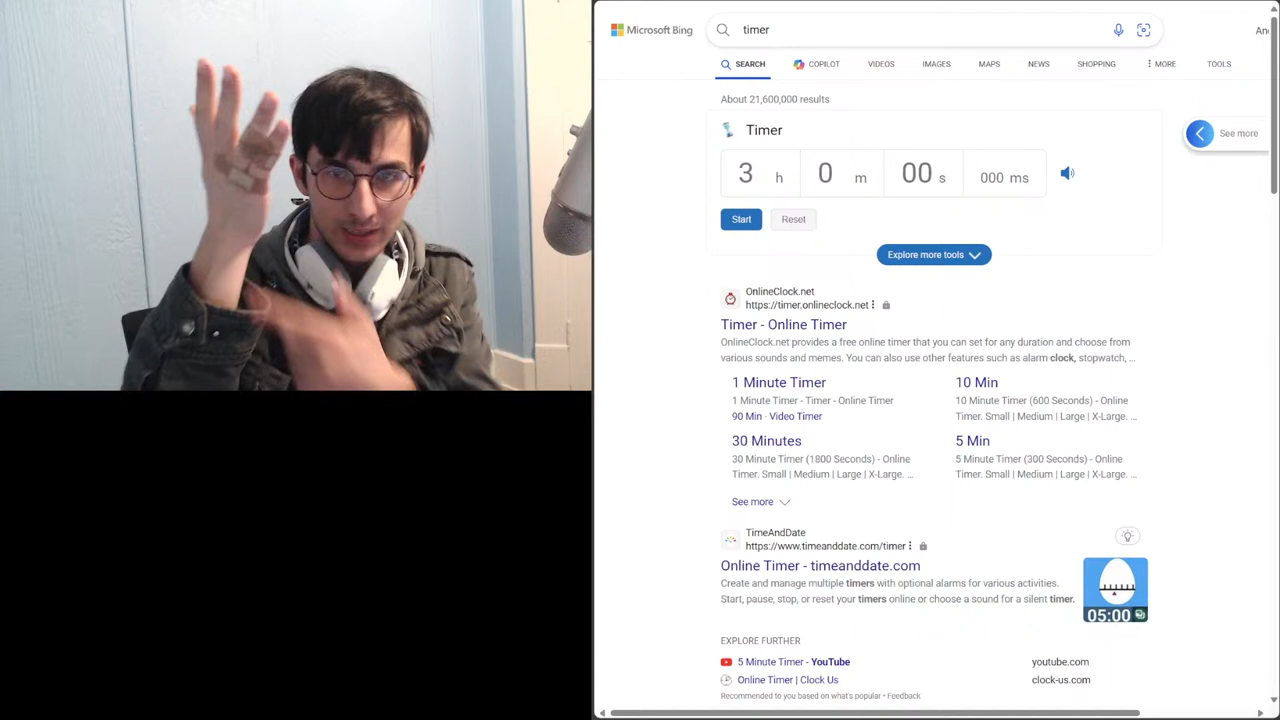 Microsoft Bing
timer
An
SEARCH
COPILOT
VIDEOS
IMAGES
MAPS
NEWS
SHOPPING
MORE
TOOLS
About 21,600,000 results
Timer
3 h 0 m 00 s 000 ms
See more
Start
Reset
Explore more tools
OnlineClock.net
https://timer.onlineclock.net
Timer - Online Timer
OnlineClock.net provides a free online timer that you can set for any duration and choose from
various sounds and memes. You can also use other features such as alarm clock, stopwatch, ...
1 Minute Timer
1 Minute Timer - Timer - Online Timer
90 Min · Video Timer
10 Min
10 Minute Timer (600 Seconds) - Online
Timer. Small | Medium | Large | X-Large. ...
30 Minutes
30 Minute Timer (1800 Seconds) - Online
Timer. Small | Medium | Large | X-Large. ...
5 Min
5 Minute Timer (300 Seconds) - Online
Timer. Small | Medium | Large | X-Large. ...
See more
TimeAndDate
https://www.timeanddate.com/timer
Online Timer - timeanddate.com
Create and manage multiple timers with optional alarms for various activities.
Start, pause, stop, or reset your timers online or choose a sound for a silent timer.
05:00
EXPLORE FURTHER
5 Minute Timer - YouTube
youtube.com
Online Timer | Clock Us
clock-us.com
Recommended to you based on what's popular • Feedback